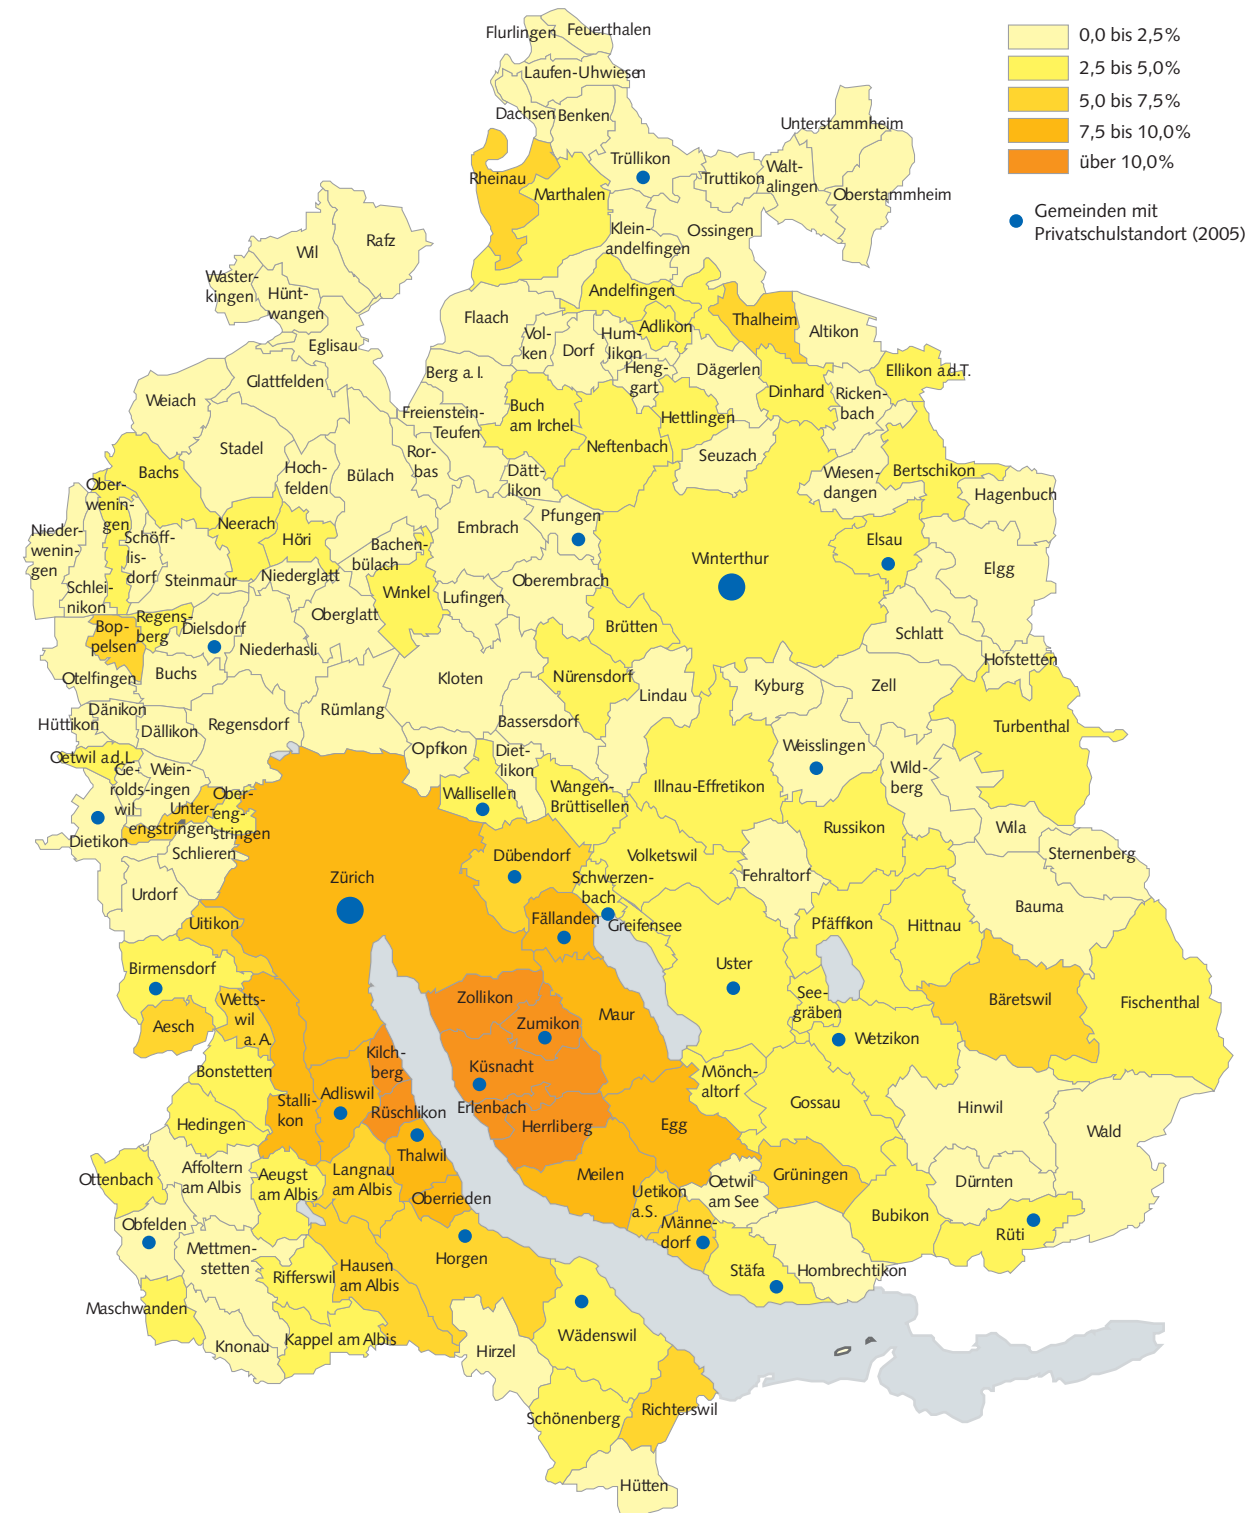 Flurlingen
Feuerthalen
Laufen-Uhwiesen
Dachsen
Benken
0,0 bis 2,5%
2,5 bis 5,0%
5,0 bis 7,5%
7,5 bis 10,0%
über 10,0%
Gemeinden mit
Privatschulstandort (2005)
Unterstammheim
Trüllikon
Truttikon
Walt-
alingen
Oberstammheim
Rheinau
Marthalen
Klein-
andelfingen
Ossingen
Wil
Rafz
Waster-
kingen
Hünt-
wangen
Eglisau
Andelfingen
Adlikon
Thalheim
Altikon
Flaach
Vol-
ken
Dorf
Hum-
likon
Heng-
gart
Dägerlen
Ellikon a.d.T.
Dinhard
Ricken-
bach
Glattfelden
Weiach
Berg a. I.
Freienstein-
Teufen
Buch
am Irchel
Hettlingen
Neftenbach
Seuzach
Stadel
Bachs
Hoch-
felden
Bülach
Ror-
bas
Dätt-
likon
Wiesen-
dangen
Bertschikon
Hagenbuch
Ober-
wenin-
gen
Neerach
Höri
Embrach
Pfungen
Winterthur
Elsau
Elgg
Nieder-
wenin-
gen
Schöff-
lis-
dorf
Steinmaur
Niederglatt
Bachen-
bülach
Schlei-
nikon
Winkel
Lufingen
Oberembrach
Oberglatt
Brütten
Schlatt
Hofstetten
Bop-
pelsen
Regens-
berg
Dielsdorf
Niederhasli
Otelfingen
Buchs
Kloten
Nürensdorf
Lindau
Kyburg
Zell
Dänikon
Hüttikon
Dällikon
Regensdorf
Rümlang
Bassersdorf
Turbenthal
Oetwil a.d.L.
Ge-
rolds-
wil
Wein-
ingen
Opfikon
Diet-
likon
Weisslingen
Wild-
berg
Unter-
engstringen
Ober-
eng-
stringen
Wallisellen
Wangen-
Brüttisellen
Illnau-Effretikon
Dietikon
Schlieren
Russikon
Wila
Sternenberg
Dübendorf
Volketswil
Schwerzen-
bach
Fehraltorf
Zürich
Urdorf
Bauma
Uitikon
Fällanden
Greifensee
Pfäffikon
Hittnau
Birmensdorf
Uster
See-
gräben
Bäretswil
Fischenthal
Aesch
Wetts-
wil
a. A.
Zollikon
Zumikon
Maur
Wetzikon
Bonstetten
Kilch-
berg
Küsnacht
Mönch-
altorf
Gossau
Hinwil
Wald
Stalli-
kon
Adliswil
Rüschlikon
Erlenbach
Herrliberg
Egg
Hedingen
Thalwil
Affoltern
am Albis
Aeugst
am Albis
Langnau
am Albis
Meilen
Oetwil
am See
Grüningen
Dürnten
Ottenbach
Oberrieden
Uetikon
a.S.
Männe-
dorf
Bubikon
Rüti
Obfelden
Mettmen-
stetten
Rifferswil
Hausen
am Albis
Horgen
Stäfa
Hombrechtikon
Maschwanden
Knonau
Kappel am Albis
Hirzel
Wädenswil
Schönenberg
Richterswil
Hütten